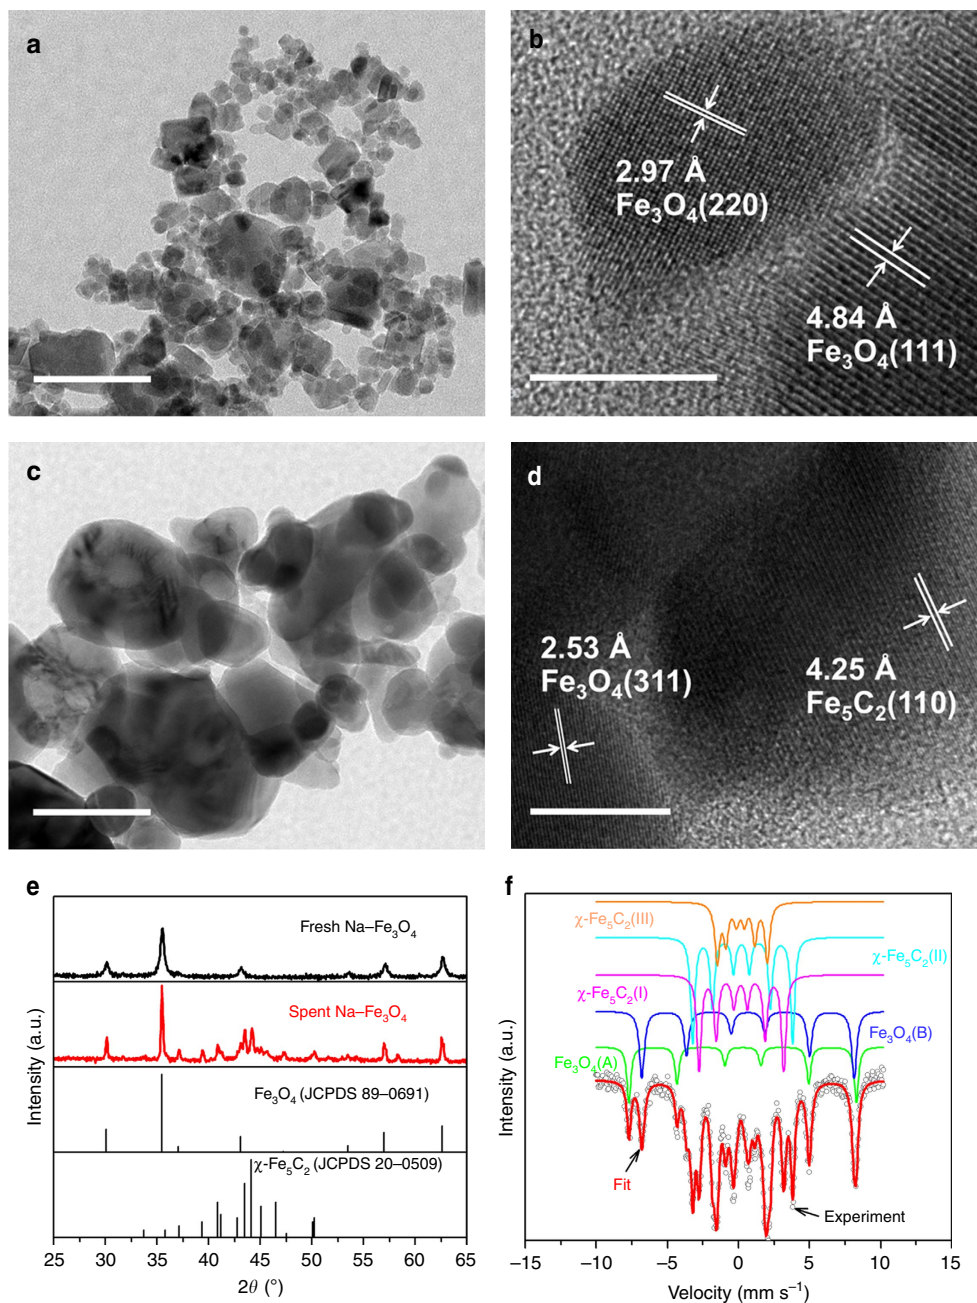 a
b
2.97 Å
Fe₃O₄(220)
4.84 Å
Fe₃O₄(111)
c
d
2.53 Å
Fe₃O₄(311)
4.25 Å
Fe₅C₂(110)
e
Fresh Na–Fe₃O₄
Spent Na–Fe₃O₄
Fe₃O₄ (JCPDS 89–0691)
χ-Fe₅C₂ (JCPDS 20–0509)
Intensity (a.u.)
25 30 35 40 45 50 55 60 65
2θ (°)
f
χ-Fe₅C₂(III)
χ-Fe₅C₂(II)
χ-Fe₅C₂(I)
Fe₃O₄(B)
Fe₃O₄(A)
Fit
Experiment
Intensity (a.u.)
−15 −10 −5 0 5 10 15
Velocity (mm s⁻¹)